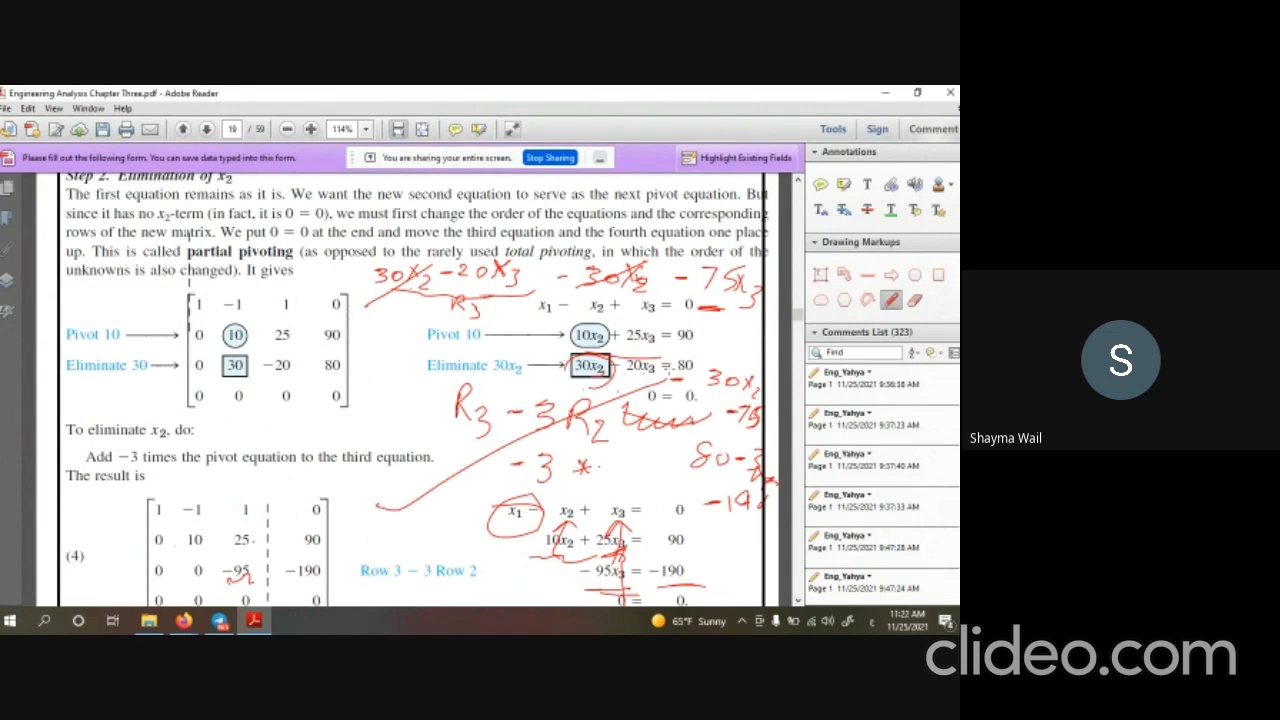 Engineering Analysis Chapter Three.pdf - Adobe Reader
File Edit View Window Help
19 / 59 114% Tools Sign Comment
Please fill out the following form. You can save data typed into this form. You are sharing your entire screen. Stop Sharing Highlight Existing Fields
Step 2. Elimination of x2
The first equation remains as it is. We want the new second equation to serve as the next pivot equation. But
since it has no x2-term (in fact, it is 0 = 0), we must first change the order of the equations and the corresponding
rows of the new matrix. We put 0 = 0 at the end and move the third equation and the fourth equation one place
up. This is called partial pivoting (as opposed to the rarely used total pivoting, in which the order of the
unknowns is also changed). It gives
30x2 -20x3 - 30x2 - 75x3
R3
1 -1 1 0 x1 - x2 + x3 = 0
Pivot 10 0 10 25 90 Pivot 10 10x2 + 25x3 = 90
Eliminate 30 0 30 -20 80 Eliminate 30x2 30x2 - 20x3 = 80
0 0 0 0 0 = 0.
- 30x2
R3 - 3R2 -75
To eliminate x2, do:
Add −3 times the pivot equation to the third equation.
80-3
-3 *
The result is
-19
1 -1 1 0 x1 - x2 + x3 = 0
0 10 25 90 10x2 + 25x3 = 90
(4)
0 0 -95 -190 Row 3 − 3 Row 2 - 95x3 = -190
0 0 0 0 0 = 0.
Annotations
Drawing Markups
Comments List (323)
Find
Eng_Yahya
Page 1 11/25/2021 9:36:58 AM
Eng_Yahya
Page 1 11/25/2021 9:37:23 AM
Eng_Yahya
Page 1 11/25/2021 9:37:40 AM
Eng_Yahya
Page 1 11/25/2021 9:37:33 AM
Eng_Yahya
Page 1 11/25/2021 9:47:28 AM
Eng_Yahya
Page 1 11/25/2021 9:47:24 AM
65°F Sunny 11:22 AM
11/25/2021
S
Shayma Wail
clideo.com